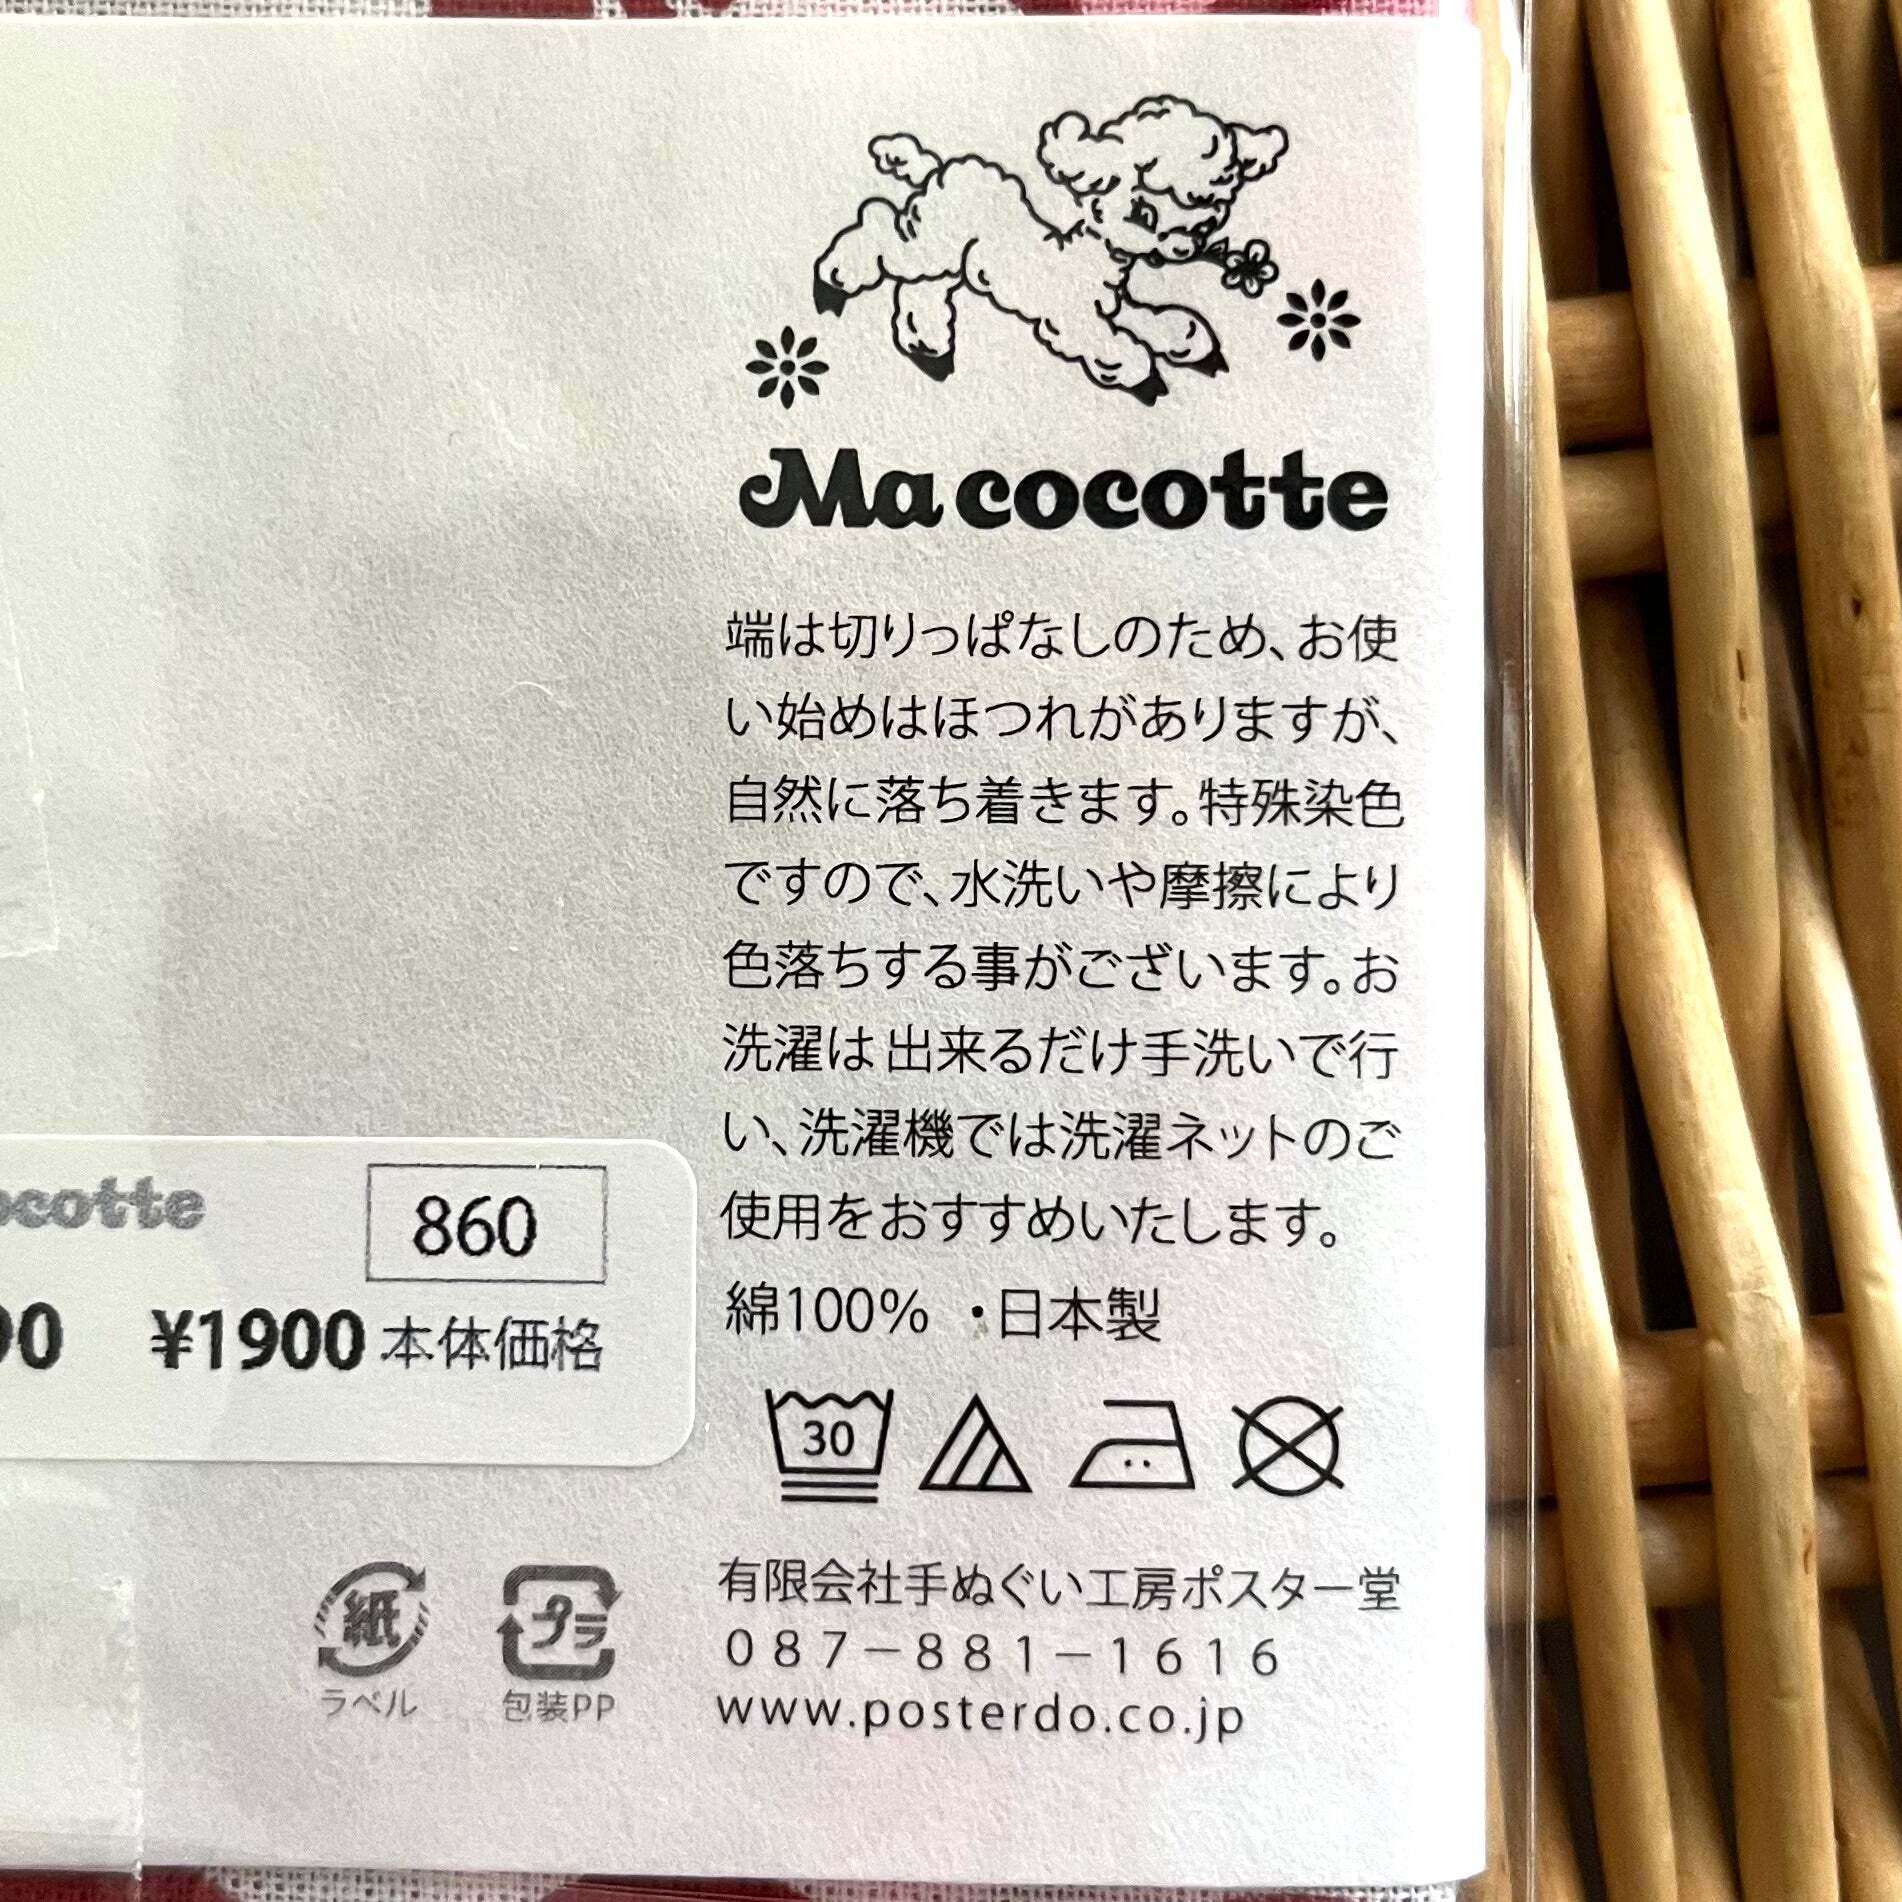 Ma cocotte
端は切りっぱなしのため、お使
い始めはほつれがありますが、
自然に落ち着きます。特殊染色
ですので、水洗いや摩擦により
色落ちする事がございます。お
洗濯は出来るだけ手洗いで行
い、洗濯機では洗濯ネットのご
使用をおすすめいたします。
綿100% ・日本製
30
有限会社手ぬぐい工房ポスター堂
087-881-1616
www.posterdo.co.jp
ocotte 860
00 ¥1900 本体価格
紙 プラ
ラベル 包装PP